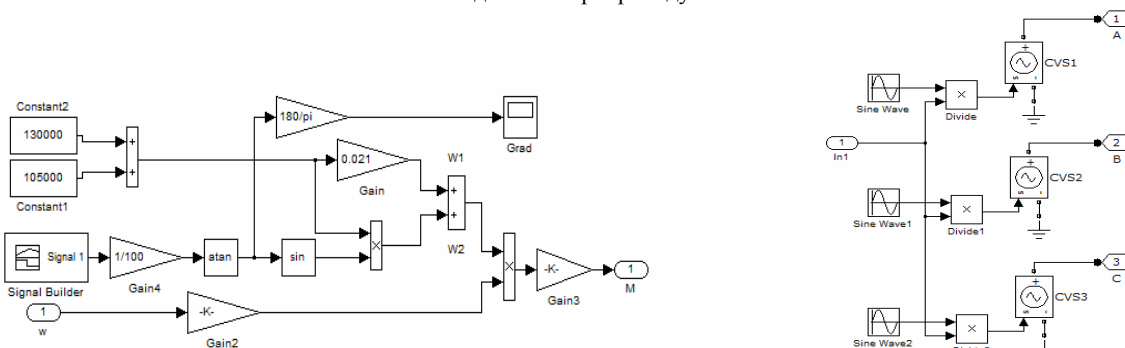 Constant2
130000
+
+
105000
Constant1
180/pi
Grad
0.021
Gain
W1
+
+
W2
×
Signal 1
Signal Builder
1/100
Gain4
atan
sin
×
-K-
Gain3
1
M
1
w
-K-
Gain2
1
A
+
CVS1
Sine Wave
×
Divide
1
In1
2
B
+
CVS2
Sine Wave1
×
Divide1
3
C
+
CVS3
Sine Wave2
×